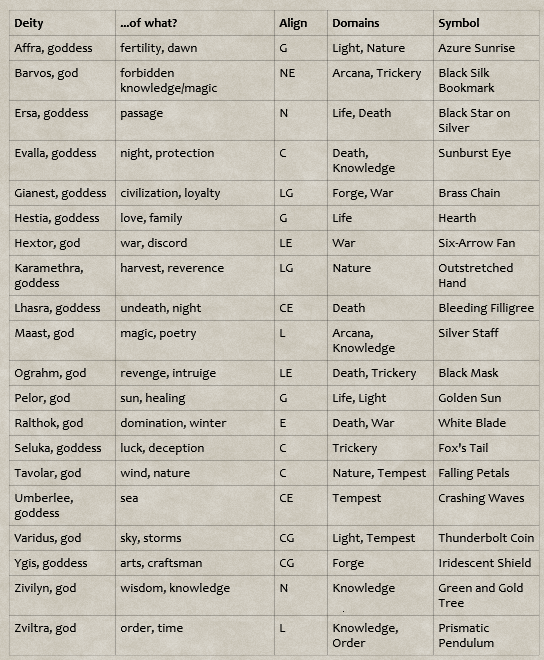 Deity ...of what? Align Domains Symbol
Affra, goddess fertility, dawn G Light, Nature Azure Sunrise
Barvos, god forbidden NE Arcana, Trickery Black Silk
knowledge/magic Bookmark
Ersa, goddess passage N Life, Death Black Star on
Silver
Evalla, goddess night, protection C Death, Sunburst Eye
Knowledge
Gianest, goddess civilization, loyalty LG Forge, War Brass Chain
Hestia, goddess love, family G Life Hearth
Hextor, god war, discord LE War Six-Arrow Fan
Karamethra, harvest, reverence LG Nature Outstretched
goddess Hand
Lhasra, goddess undeath, night CE Death Bleeding Filligree
Maast, god magic, poetry L Arcana, Silver Staff
Knowledge
Ograhm, god revenge, intruige LE Death, Trickery Black Mask
Pelor, god sun, healing G Life, Light Golden Sun
Ralthok, god domination, winter E Death, War White Blade
Seluka, goddess luck, deception C Trickery Fox's Tail
Tavolar, god wind, nature C Nature, Tempest Falling Petals
Umberlee, sea CE Tempest Crashing Waves
goddess
Varidus, god sky, storms CG Light, Tempest Thunderbolt Coin
Ygis, goddess arts, craftsman CG Forge Iridescent Shield
Zivilyn, god wisdom, knowledge N Knowledge Green and Gold
Tree
Zviltra, god order, time L Knowledge, Prismatic
Order Pendulum